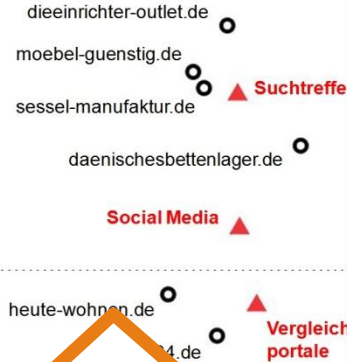 dieeinrichter-outlet.de
moebel-guenstig.de
Suchtreffe
sessel-manufaktur.de
daenischesbettenlager.de
Social Media
heute-wohnen.de
Vergleich
4.de
portale